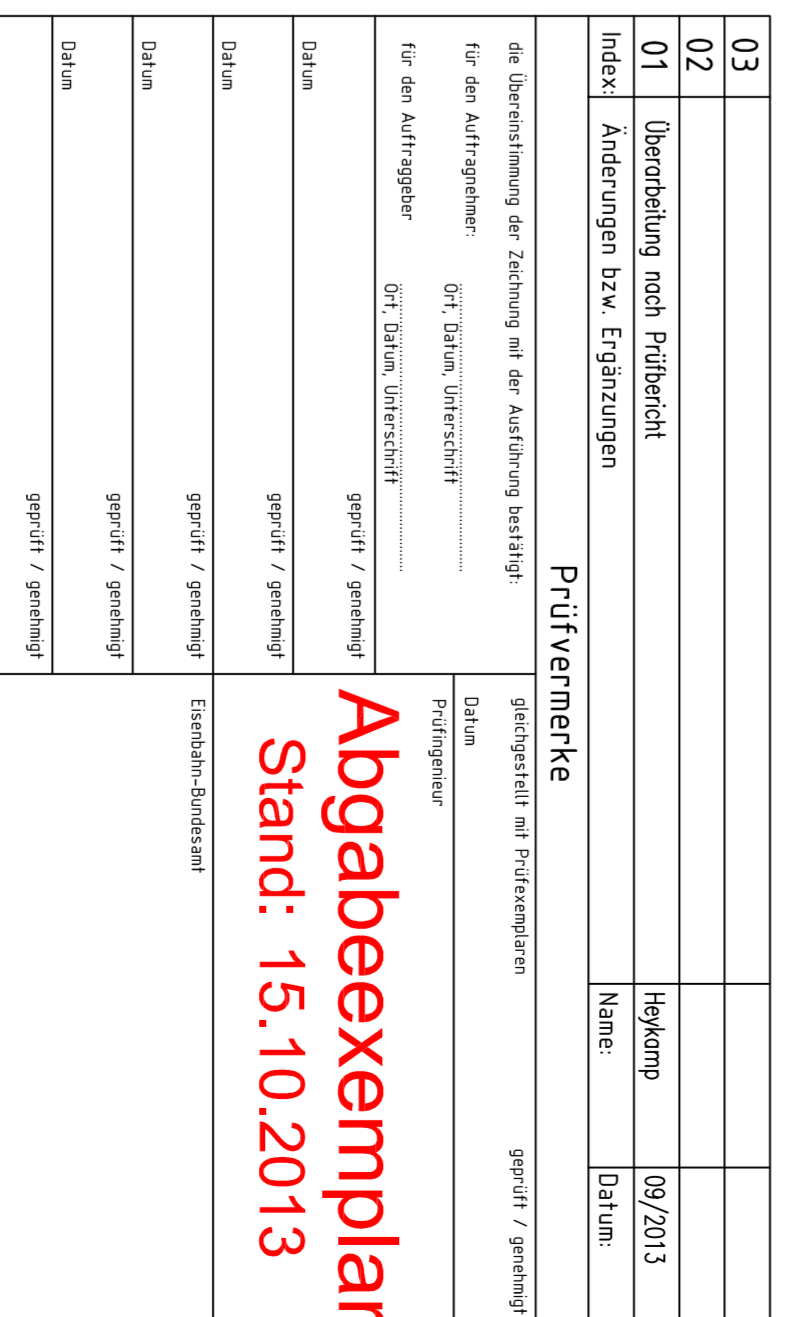 03
02
01 Überarbeitung nach Prüfbericht Heykamp 09/2013
Index: Änderungen bzw. Ergänzungen Name: Datum:
Prüfvermerke
die Übereinstimmung der Zeichnung mit der Ausführung bestätigt:
für den Auftragnehmer:
Ort, Datum, Unterschrift
für den Auftraggeber
Ort, Datum, Unterschrift
gleichgestellt mit Prüfexemplaren geprüft / genehmigt
Datum
Prüfingenieur
geprüft / genehmigt
Datum
geprüft / genehmigt
Datum
geprüft / genehmigt
Datum
geprüft / genehmigt
Datum
geprüft / genehmigt
Abgabeexemplar
Stand: 15.10.2013
Eisenbahn-Bundesamt